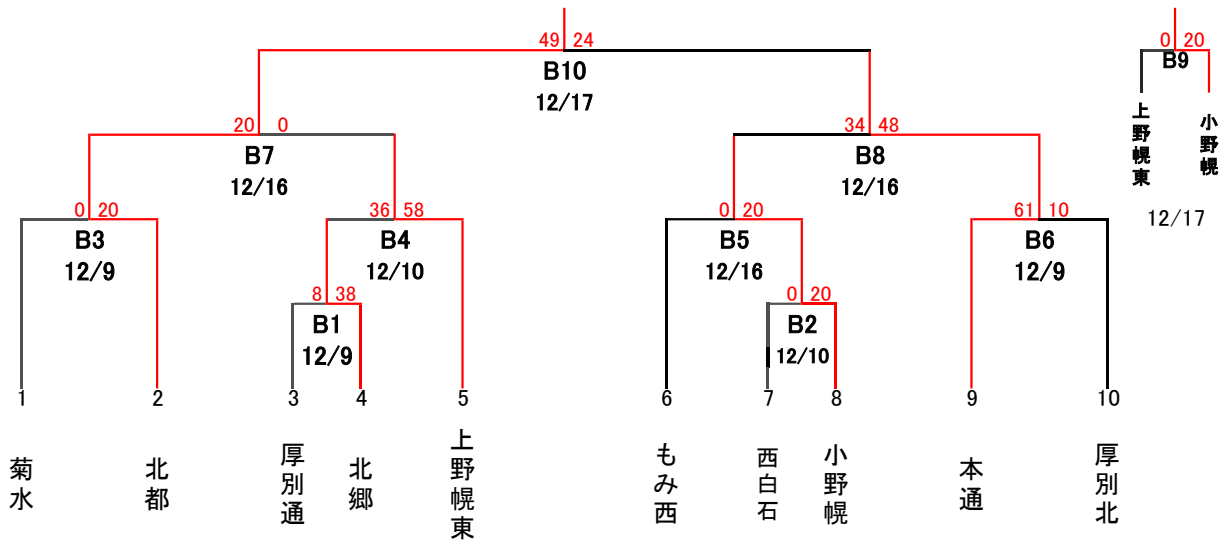 49 24
B10
12/17
0 20
B9
上野幌東
小野幌
12/17
20 0
B7
12/16
34 48
B8
12/16
0 20
B3
12/9
36 58
B4
12/10
0 20
B5
12/16
61 10
B6
12/9
8 38
B1
12/9
0 20
B2
12/10
1 2 3 4 5 6 7 8 9 10
菊水
北都
厚別通
北郷
上野幌東
もみ西
西白石
小野幌
本通
厚別北